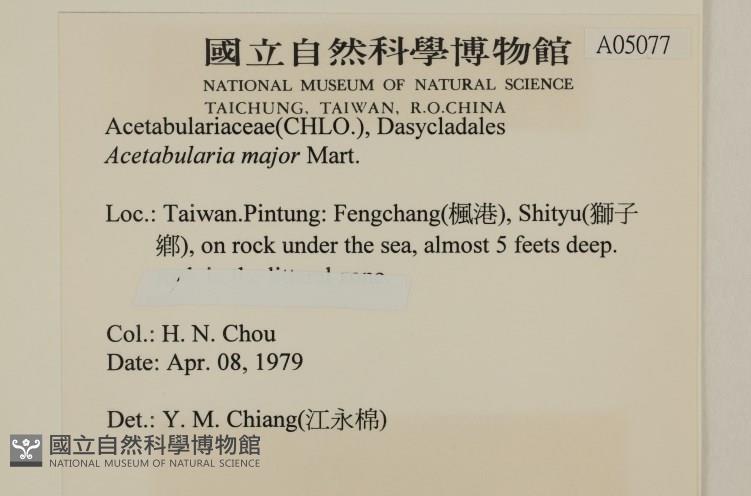 國立自然科學博物館
A05077
NATIONAL MUSEUM OF NATURAL SCIENCE
TAICHUNG, TAIWAN, R.O.CHINA
Acetabulariaceae(CHLO.), Dasycladales
Acetabularia major Mart.
Loc.: Taiwan.Pintung: Fengchang(楓港), Shityu(獅子
鄉), on rock under the sea, almost 5 feets deep.
Col.: H. N. Chou
Date: Apr. 08, 1979
Det.: Y. M. Chiang(江永棉)
國立自然科學博物館
NATIONAL MUSEUM OF NATURAL SCIENCE